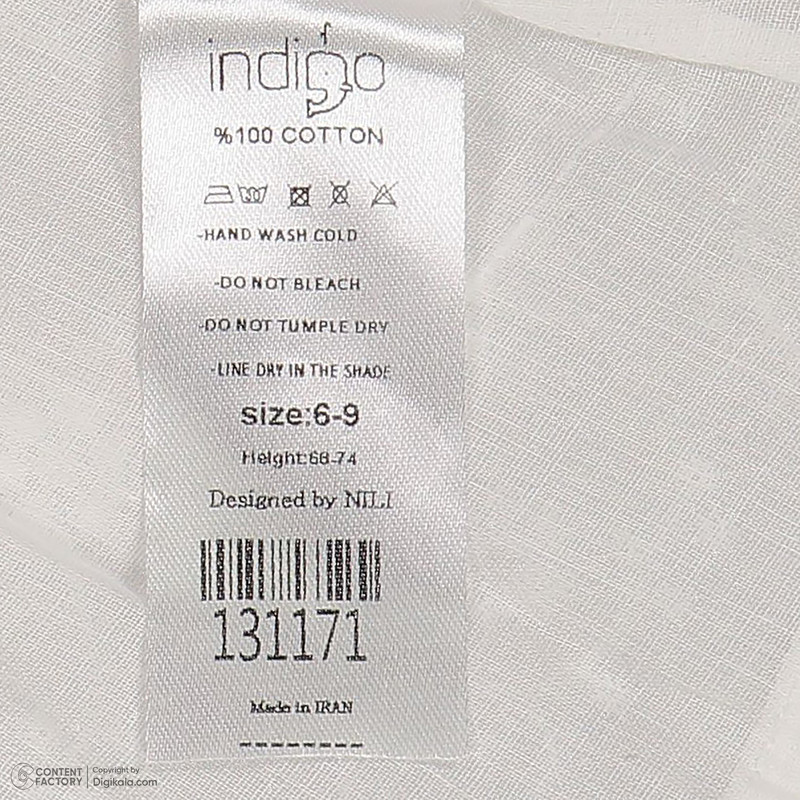 indigo
%100 COTTON
-HAND WASH COLD
-DO NOT BLEACH
-DO NOT TUMPLE DRY
-LINE DRY IN THE SHADE
size:6-9
Height:68-74
Designed by NILI
131171
Made in IRAN
--------
CONTENT FACTORY
Copyright by
Digikala.com